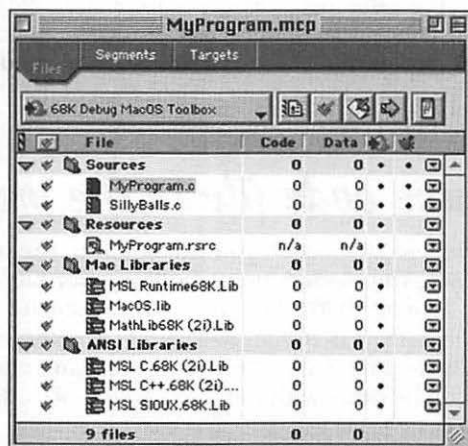 MyProgram.mcp
Segments Targets
Files
68K Debug MacOS Toolbox
File Code Data
Sources 0 0
MyProgram.c 0 0
SillyBalls.c 0 0
Resources 0 0
MyProgram.rsrc n/a n/a
Mac Libraries 0 0
MSL Runtime68K.Lib 0 0
MacOS.lib 0 0
MathLib68K (2i).Lib 0 0
ANSI Libraries 0 0
MSL C.68K (2i).Lib 0 0
MSL C++.68K (2i).... 0 0
MSL SIOUX.68K.Lib 0 0
9 files 0 0